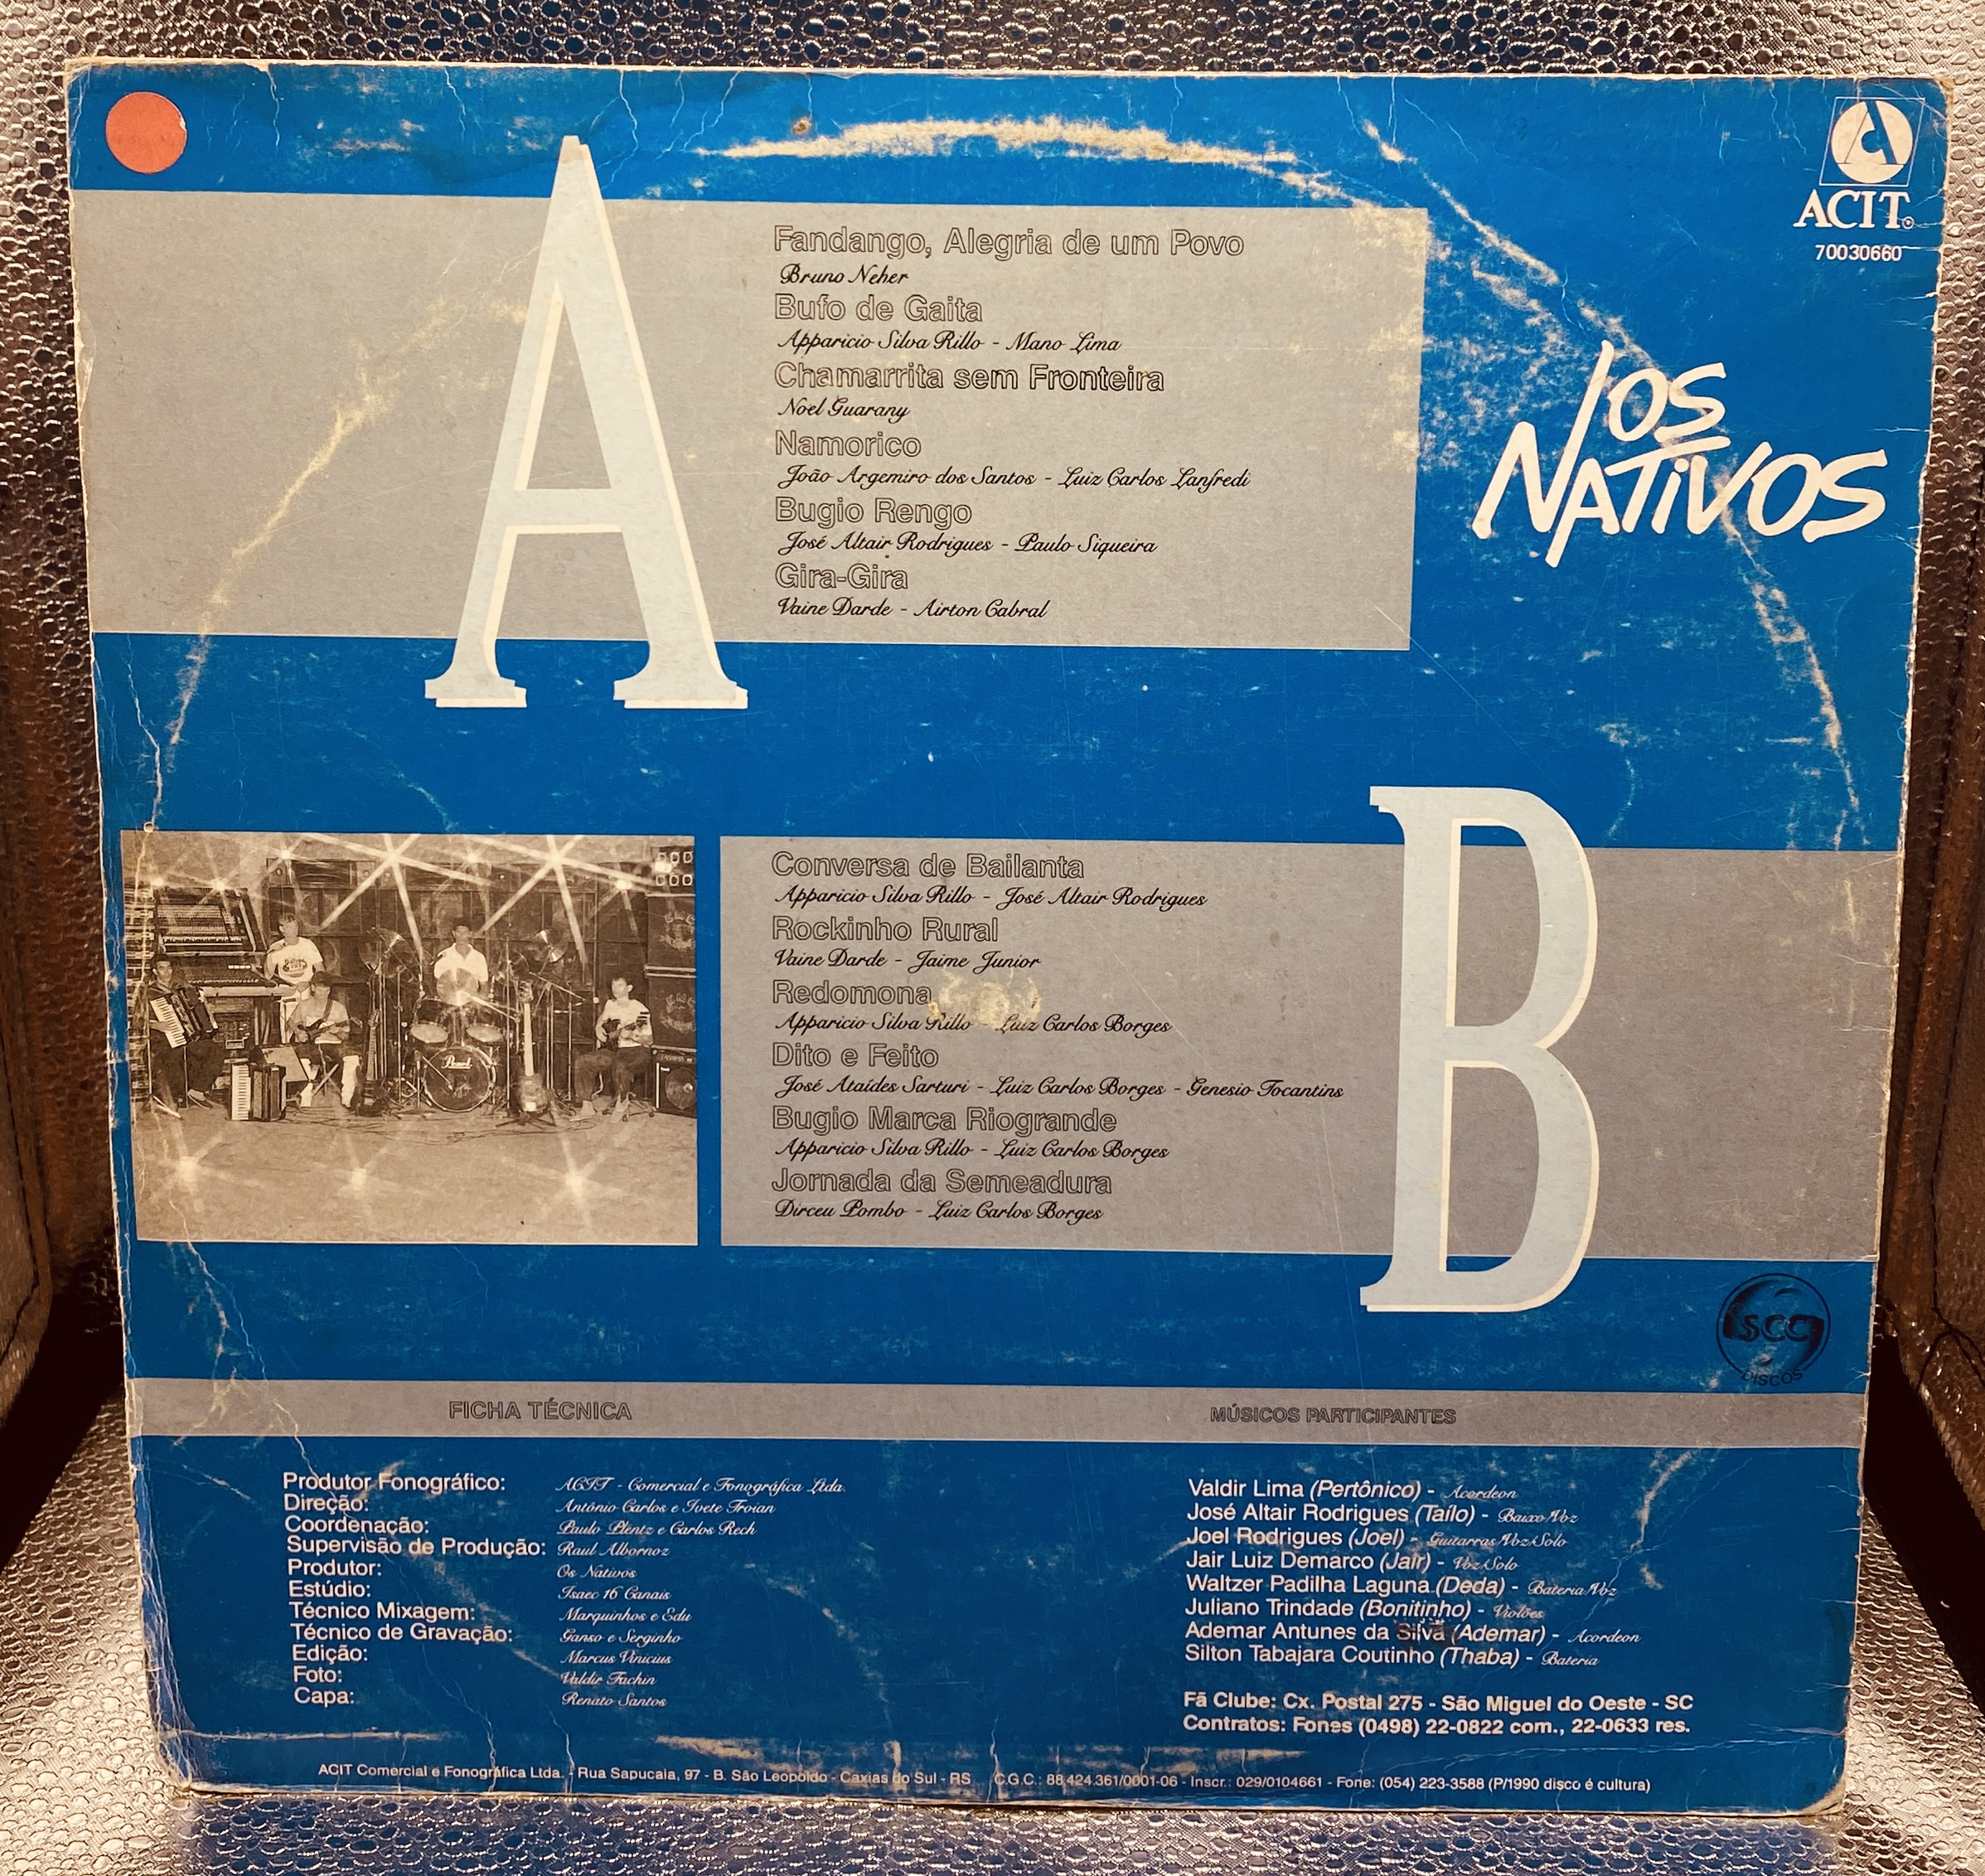 A
Fandango, Alegria de um Povo
Bruno Neher
Bufo de Gaita
Apparicio Silva Rillo - Mano Lima
Chamarrita sem Fronteira
Noel Guarany
Namorico
João Argemiro dos Santos - Luiz Carlos Lanfredi
Bugio Rengo
José Altair Rodrigues - Paulo Siqueira
Gira-Gira
Vaine Darde - Airton Cabral
ACIT
70030660
OS
NATIVOS
Conversa de Bailanta
Apparicio Silva Rillo - José Altair Rodrigues
Rockinho Rural
Vaine Darde - Jaime Junior
Redomona
Apparicio Silva Rillo - Luiz Carlos Borges
Dito e Feito
José Ataídes Sarturi - Luiz Carlos Borges - Genesio Tocantins
Bugio Marca Riogrande
Apparicio Silva Rillo - Luiz Carlos Borges
Jornada da Semeadura
Dirceu Pombo - Luiz Carlos Borges
B
Pearl
SCC
DISCOS
FICHA TÉCNICA
Produtor Fonográfico: ACIT - Comercial e Fonográfica Ltda.
Direção: Antônio Carlos e Ivete Troian
Coordenação: Paulo Plentz e Carlos Rech
Supervisão de Produção: Raul Albornoz
Produtor: Os Nativos
Estúdio: Isaec 16 Canais
Técnico Mixagem: Marquinhos e Edu
Técnico de Gravação: Ganso e Serginho
Edição: Marcus Vinicius
Foto: Valdir Fachin
Capa: Renato Santos
MÚSICOS PARTICIPANTES
Valdir Lima (Pertônico) - Acordeon
José Altair Rodrigues (Taílo) - Baixo/Voz
Joel Rodrigues (Joel) - Guitarras/Voz/Solo
Jair Luiz Demarco (Jair) - Voz/Solo
Waltzer Padilha Laguna (Deda) - Bateria/Voz
Juliano Trindade (Bonitinho) - Violões
Ademar Antunes da Silva (Ademar) - Acordeon
Silton Tabajara Coutinho (Thaba) - Bateria
Fã Clube: Cx. Postal 275 - São Miguel do Oeste - SC
Contratos: Fones (0498) 22-0822 com., 22-0633 res.
ACIT Comercial e Fonográfica Ltda. - Rua Sapucaia, 97 - B. São Leopoldo - Caxias do Sul - RS C.G.C.: 88.424.361/0001-06 - Inscr.: 029/0104661 - Fone: (054) 223-3588 (P/1990 disco é cultura)